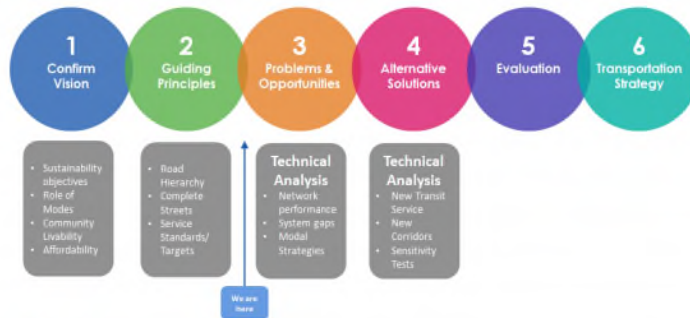 1
Confirm
Vision
2
Guiding
Principles
3
Problems &
Opportunities
4
Alternative
Solutions
5
Evaluation
6
Transportation
Strategy
• Sustainability
objectives
• Role of
Modes
• Community
Livability
• Affordability
• Road
Hierarchy
• Complete
Streets
• Service
Standards/
Targets
Technical
Analysis
• Network
performance
• System gaps
• Modal
Strategies
Technical
Analysis
• New Transit
Service
• New
Corridors
• Sensitivity
Tests
We are
here